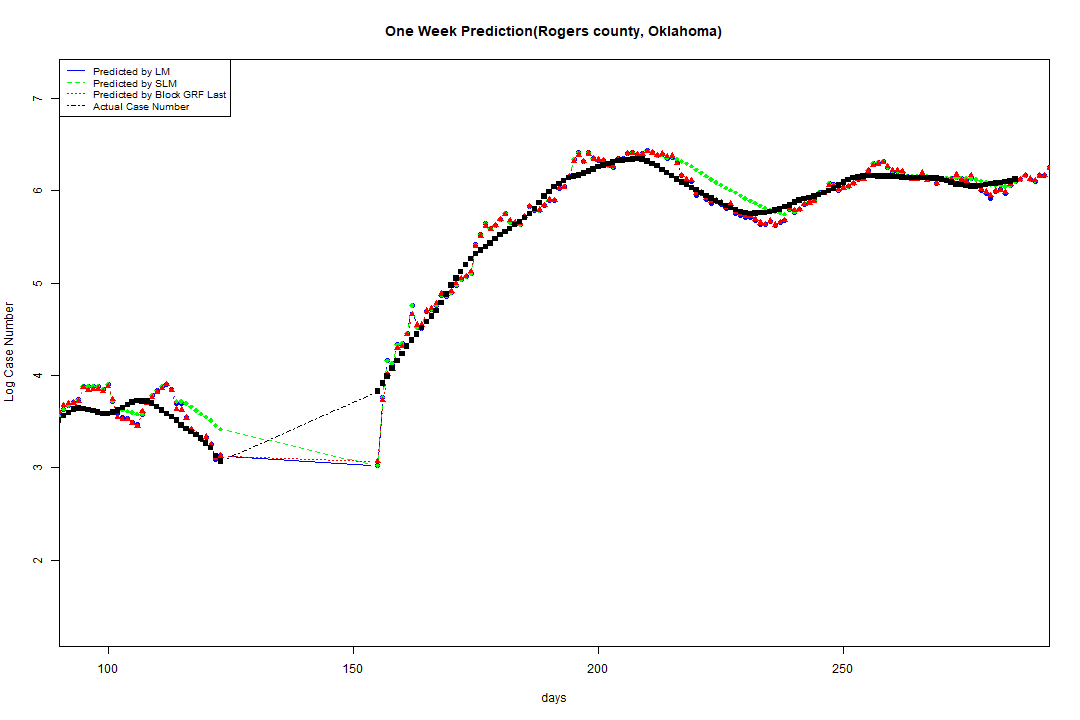 One Week Prediction(Rogers county, Oklahoma)
Predicted by LM
Predicted by SLM
Predicted by Block GRF Last
Actual Case Number
7
6
5
4
3
2
Log Case Number
100 150 200 250
days